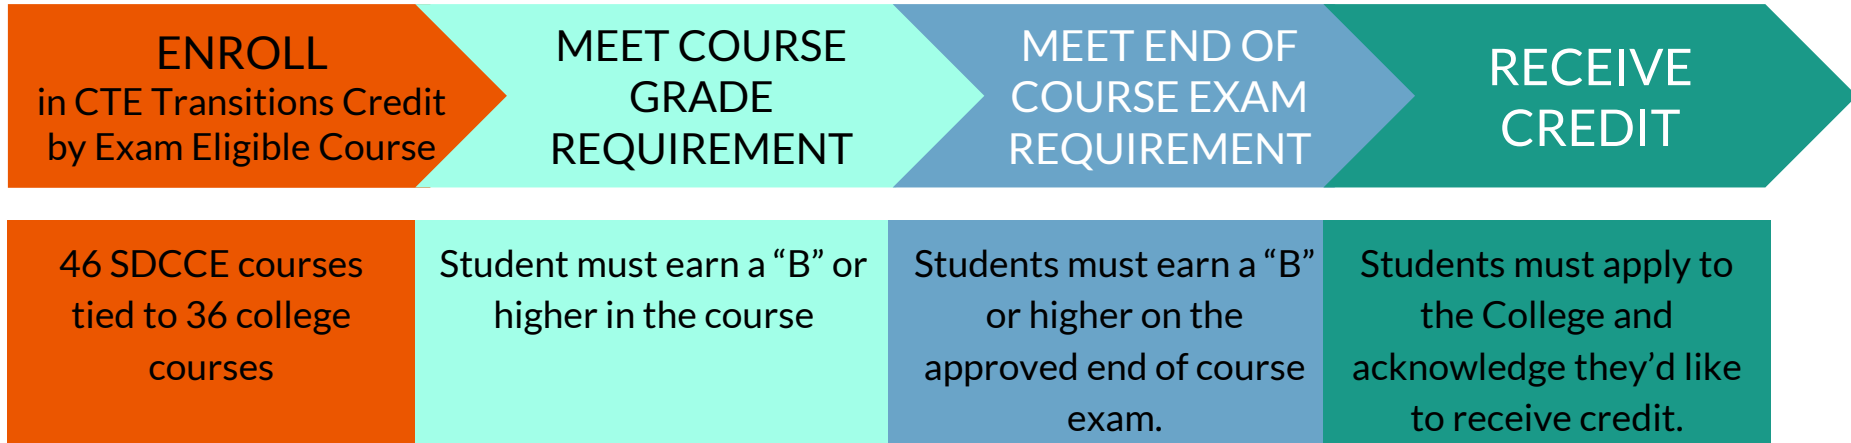 ENROLL
in CTE Transitions Credit
by Exam Eligible Course
MEET COURSE
GRADE
REQUIREMENT
MEET END OF
COURSE EXAM
REQUIREMENT
RECEIVE
CREDIT
46 SDCCE courses
tied to 36 college
courses
Student must earn a “B” or
higher in the course
Students must earn a “B”
or higher on the
approved end of course
exam.
Students must apply to
the College and
acknowledge they’d like
to receive credit.